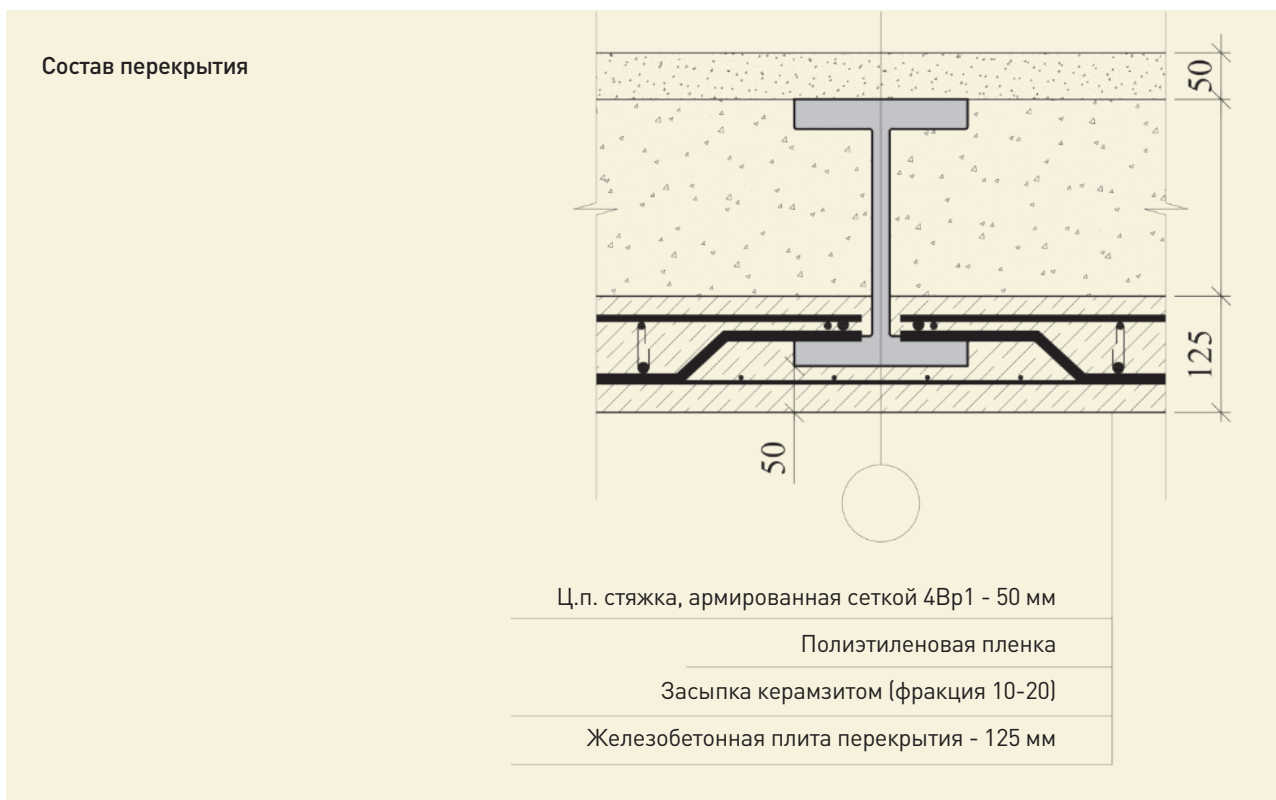 Состав перекрытия
50
125
50
Ц.п. стяжка, армированная сеткой 4Вр1 - 50 мм
Полиэтиленовая пленка
Засыпка керамзитом (фракция 10-20)
Железобетонная плита перекрытия - 125 мм